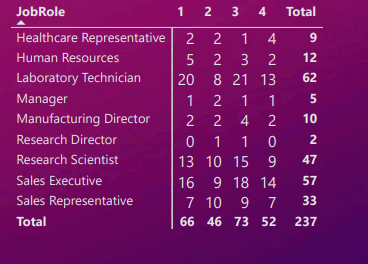 JobRole 1 2 3 4 Total
Healthcare Representative 2 2 1 4 9
Human Resources 5 2 3 2 12
Laboratory Technician 20 8 21 13 62
Manager 1 2 1 1 5
Manufacturing Director 2 2 4 2 10
Research Director 0 1 1 0 2
Research Scientist 13 10 15 9 47
Sales Executive 16 9 18 14 57
Sales Representative 7 10 9 7 33
Total 66 46 73 52 237